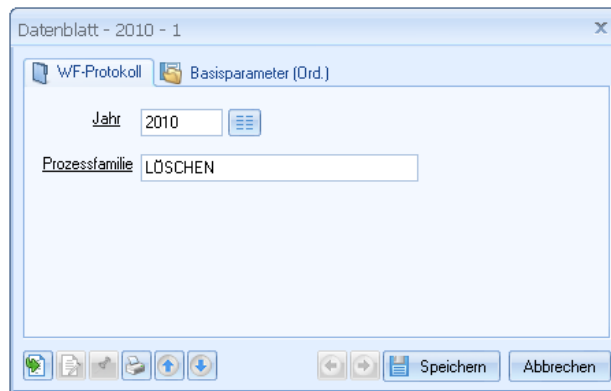 Datenblatt - 2010 - 1
WF-Protokoll Basisparameter (Ord.)
Jahr 2010
Prozessfamilie LÖSCHEN
Speichern Abbrechen